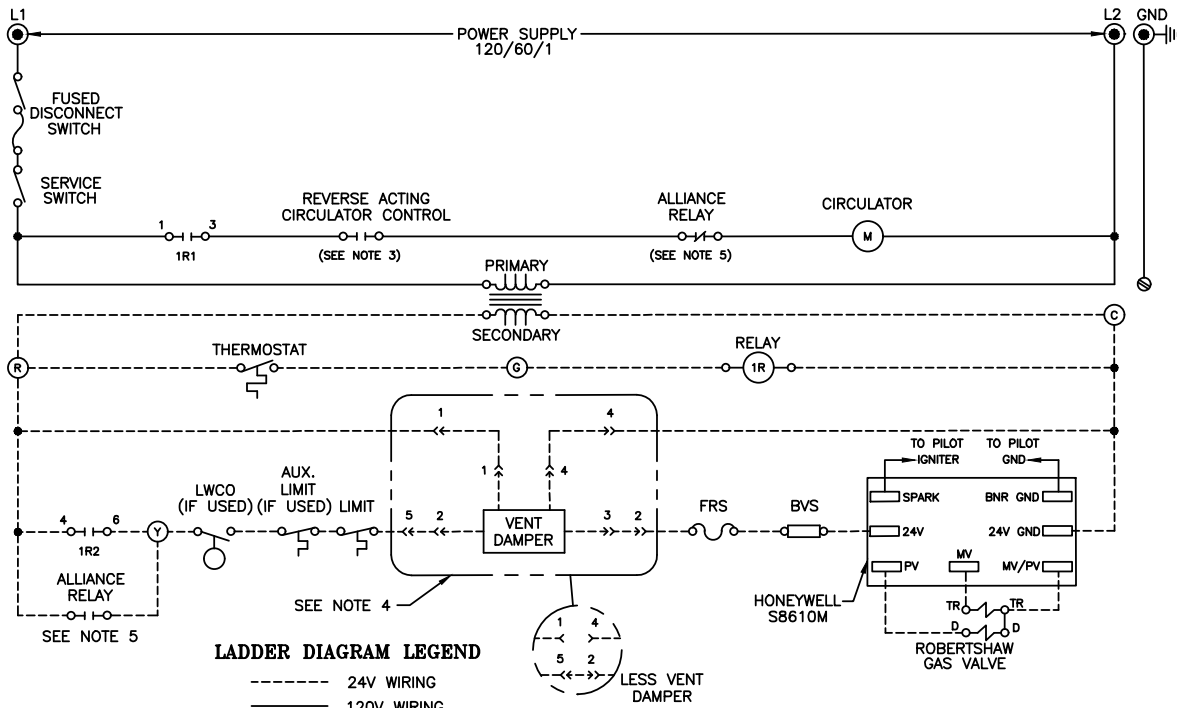 L1
L2 GND
POWER SUPPLY
120/60/1
FUSED
DISCONNECT
SWITCH
SERVICE
SWITCH
1 3
1R1
REVERSE ACTING
CIRCULATOR CONTROL
(SEE NOTE 3)
ALLIANCE
RELAY
(SEE NOTE 5)
CIRCULATOR
M
PRIMARY
SECONDARY
C
R
THERMOSTAT
G
RELAY
1R
1
4
1
4
TO PILOT
IGNITER
TO PILOT
GND
SPARK
BNR GND
24V
24V GND
PV
MV
MV/PV
4 6
1R2
Y
LWCO
(IF USED)
AUX.
LIMIT
(IF USED)
LIMIT
5 2
VENT
DAMPER
3 2
FRS
BVS
ALLIANCE
RELAY
SEE NOTE 5
SEE NOTE 4
HONEYWELL
S8610M
TR TR
D D
ROBERTSHAW
GAS VALVE
1 4
5 2
LESS VENT
DAMPER
LADDER DIAGRAM LEGEND
24V WIRING
120V WIRING